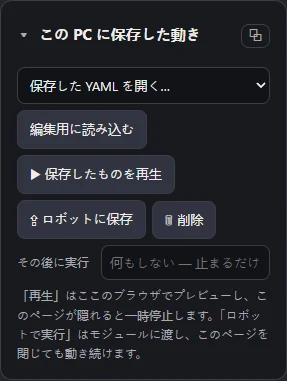 このPCに保存した動き
保存した YAML を開く...
編集用に読み込む
▶ 保存したものを再生
⇪ ロボットに保存
🗑 削除
その後に実行
何もしない — 止まるだけ
「再生」はここのブラウザでプレビューし、こ
のページが隠れると一時停止します。「ロボッ
トで実行」はモジュールに渡し、このページを
閉じても動き続けます。